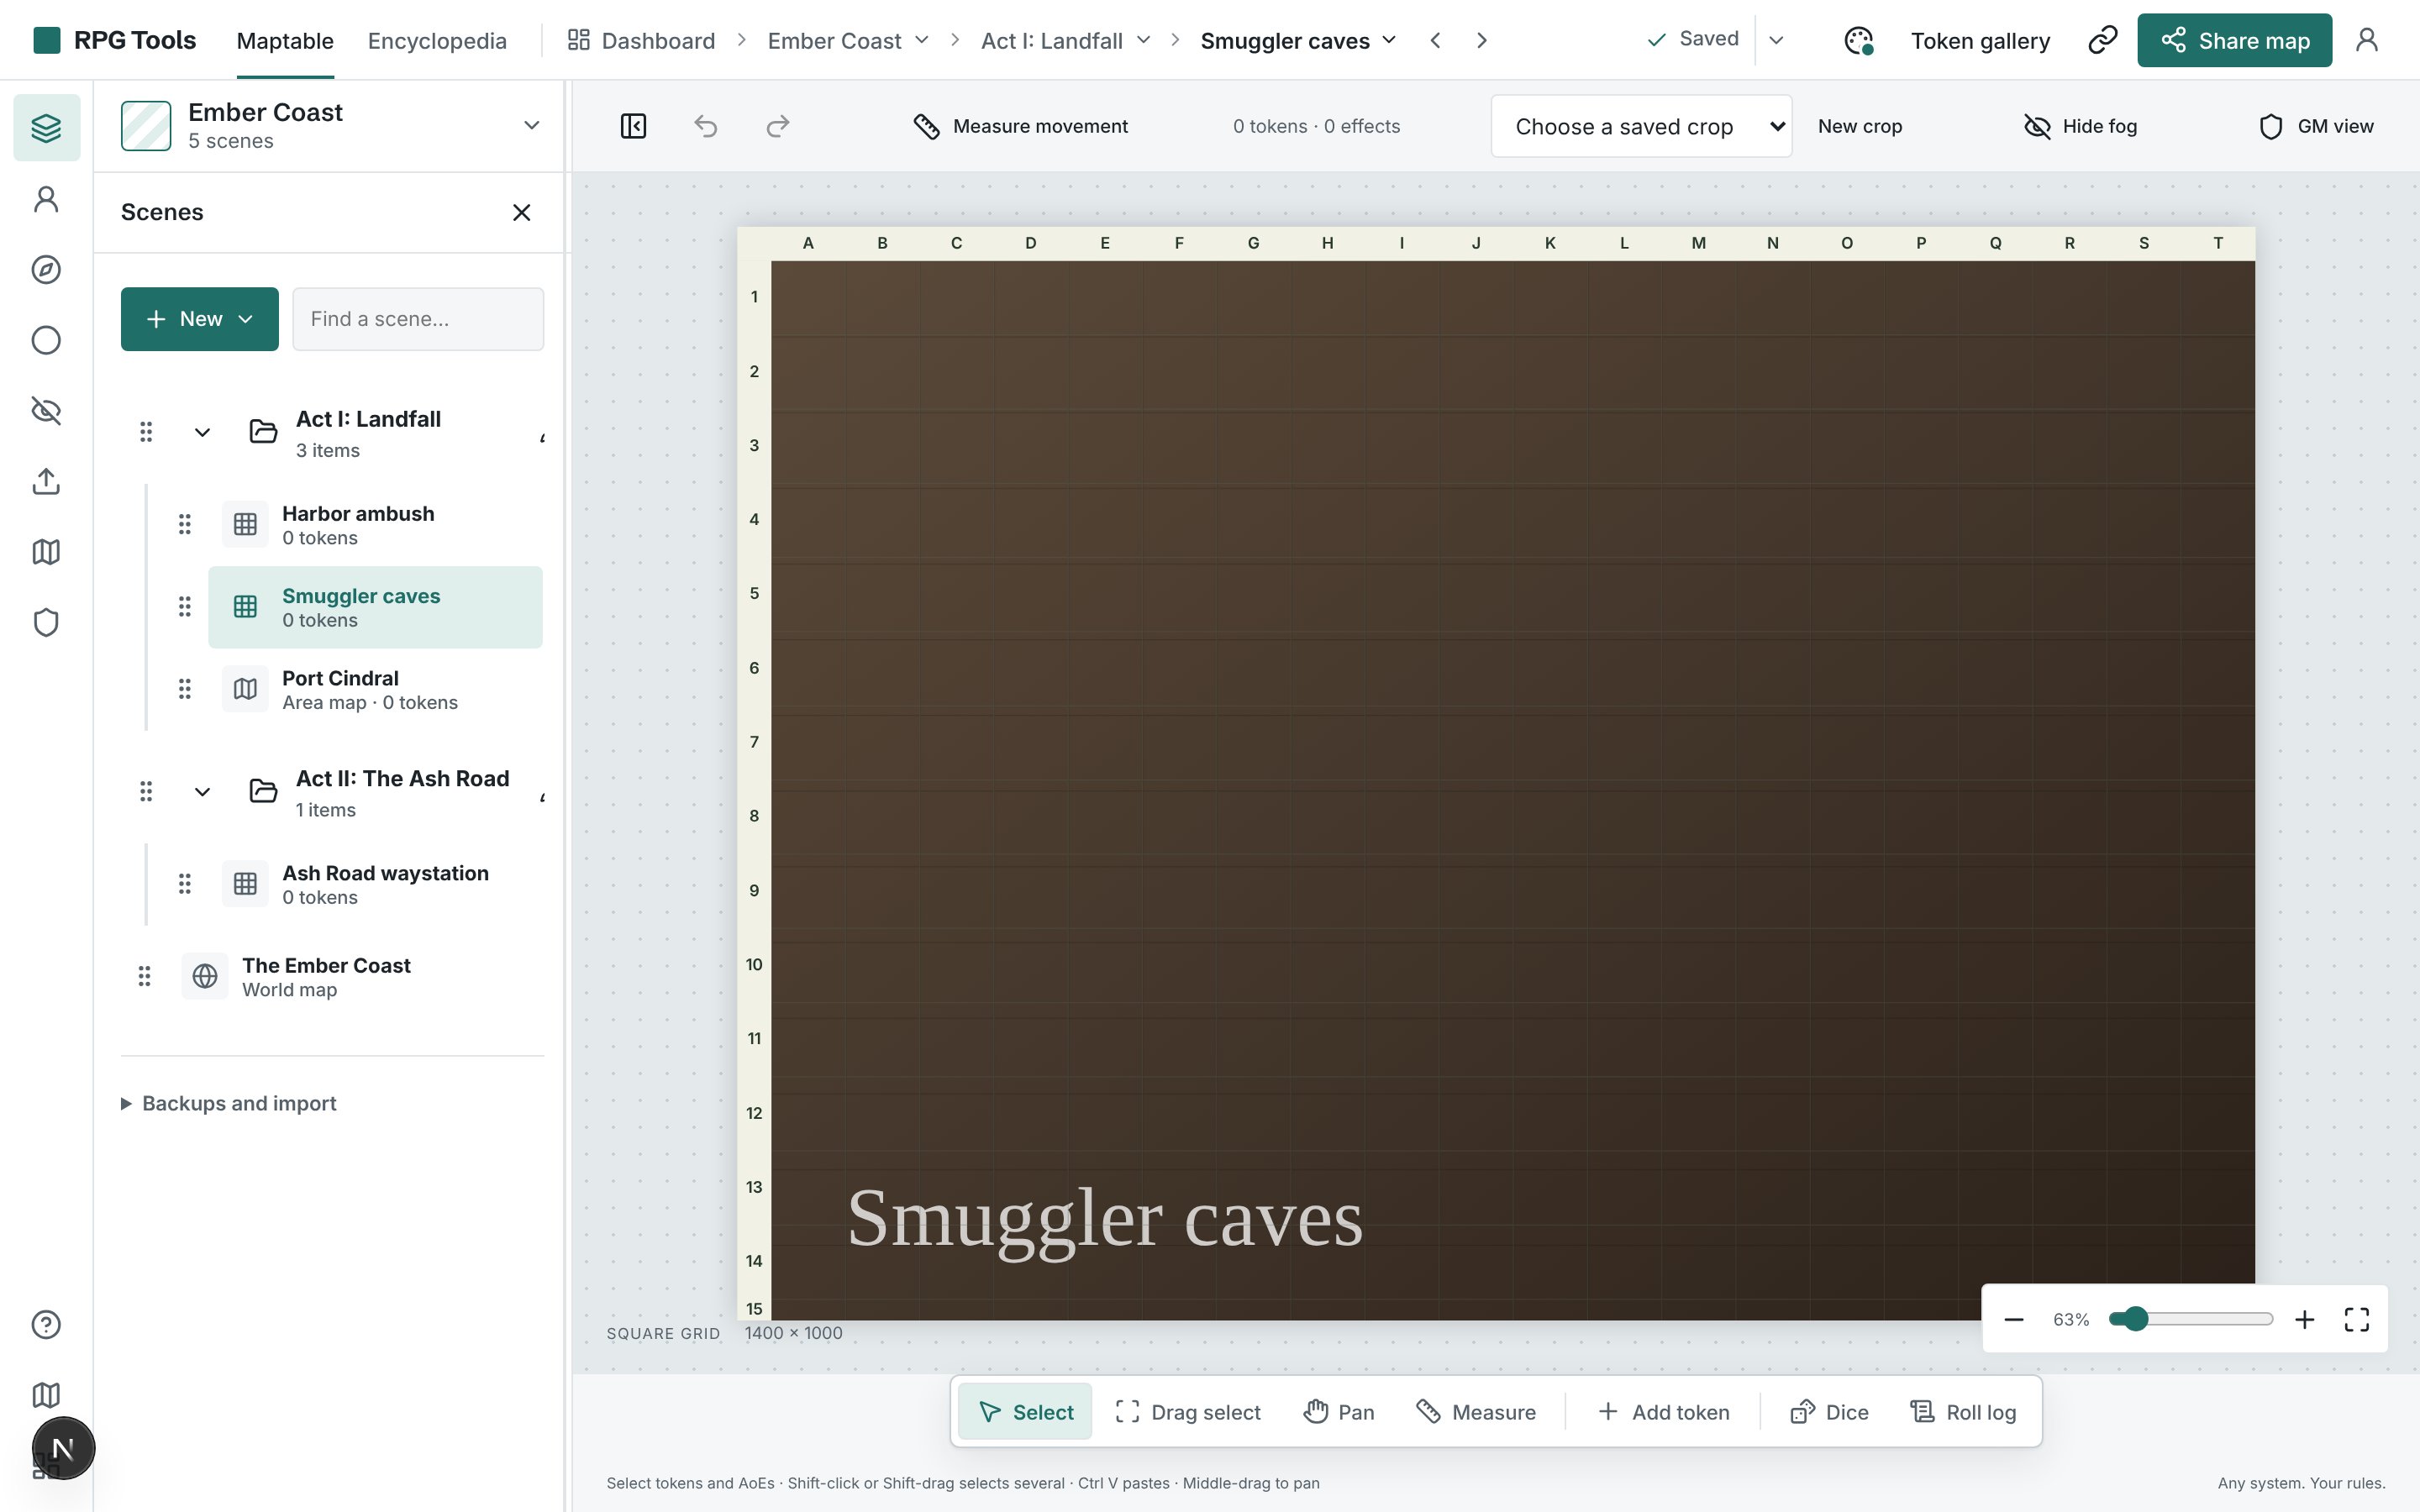 RPG Tools
Maptable
Encyclopedia
Dashboard
Ember Coast
Act I: Landfall
Smuggler caves
Saved
Token gallery
Share map
Ember Coast
5 scenes
Measure movement
0 tokens · 0 effects
Choose a saved crop
New crop
Hide fog
GM view
Scenes
New
Find a scene...
Act I: Landfall
3 items
Harbor ambush
0 tokens
Smuggler caves
0 tokens
Port Cindral
Area map · 0 tokens
Act II: The Ash Road
1 items
Ash Road waystation
0 tokens
The Ember Coast
World map
Backups and import
A B C D E F G H I J K L M N O P Q R S T
1
2
3
4
5
6
7
8
9
10
11
12
13
14
15
Smuggler caves
SQUARE GRID 1400 × 1000
63%
Select
Drag select
Pan
Measure
Add token
Dice
Roll log
N
Select tokens and AoEs · Shift-click or Shift-drag selects several · Ctrl V pastes · Middle-drag to pan
Any system. Your rules.